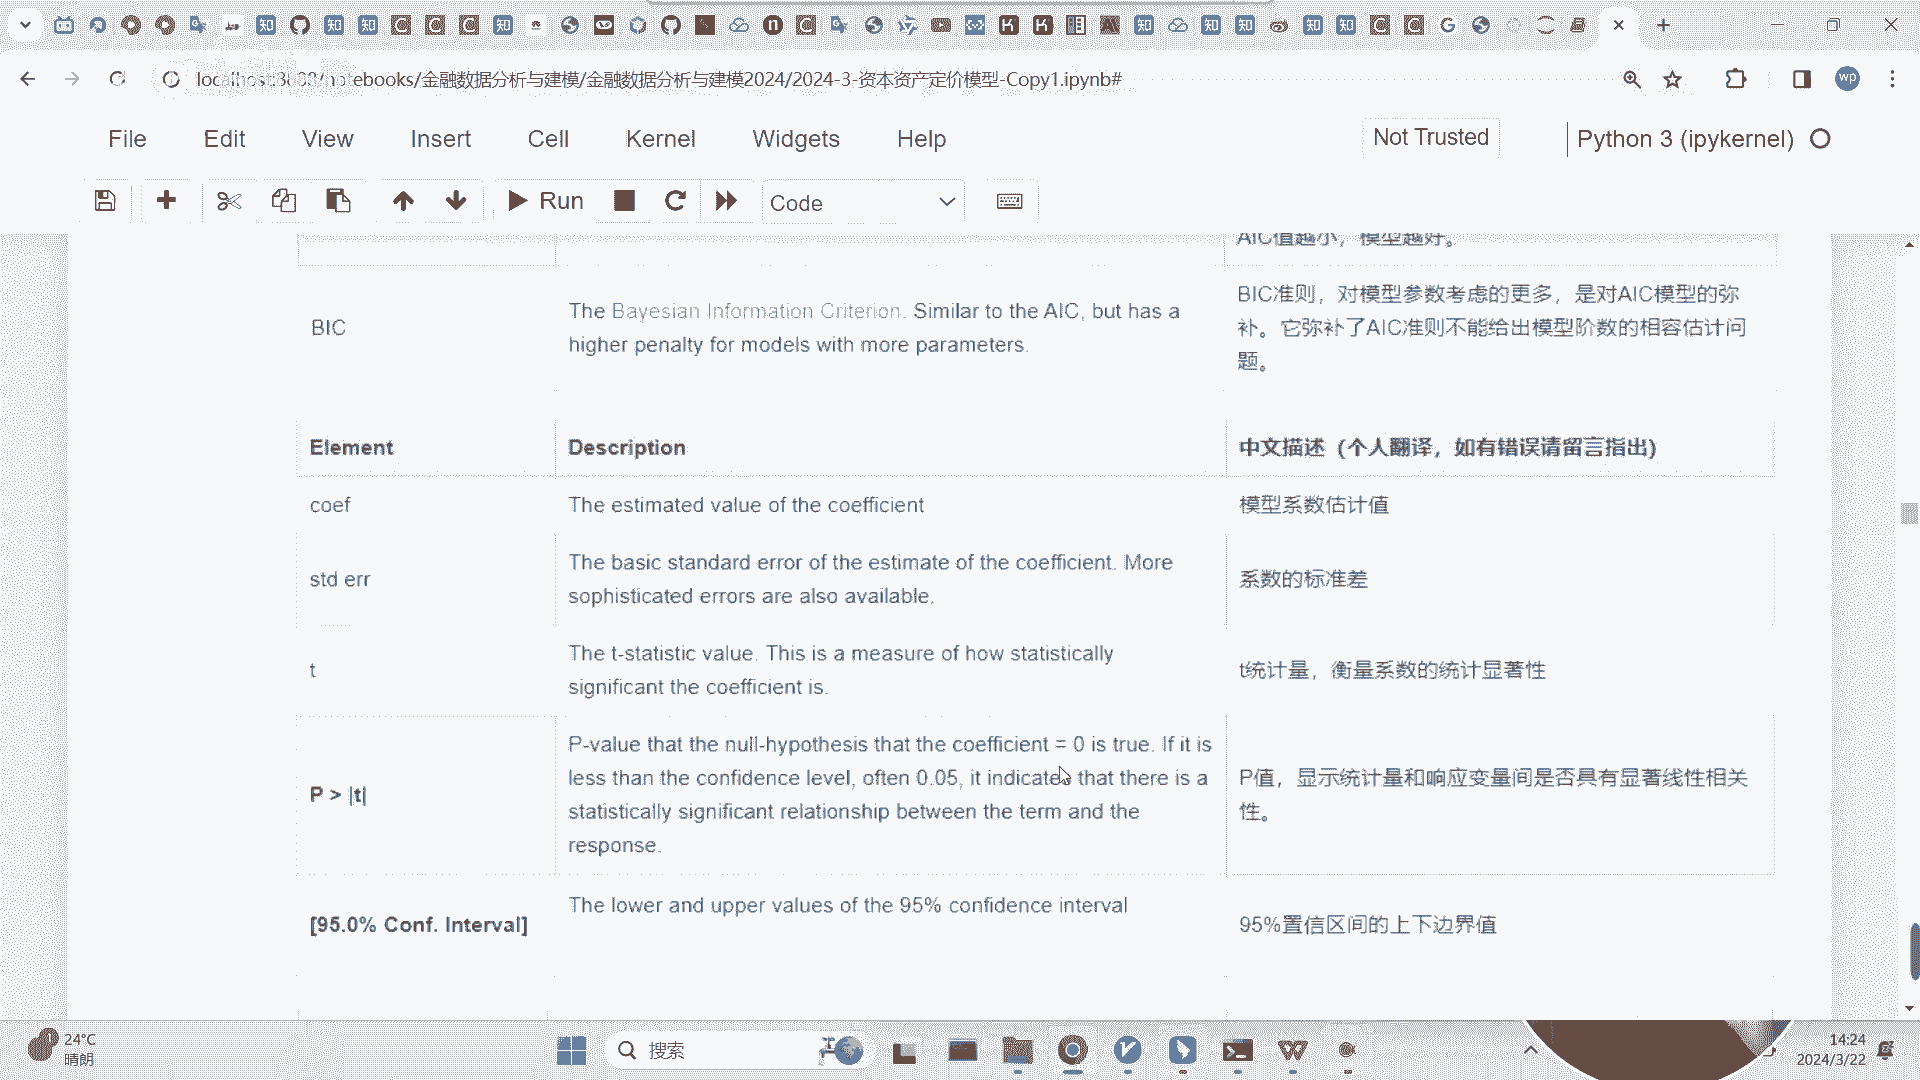 localhost:8888/notebooks/金融数据分析与建模/金融数据分析与建模2024/2024-3-资本资产定价模型-Copy1.ipynb#
wp
File Edit View Insert Cell Kernel Widgets Help
Not Trusted
Python 3 (ipykernel)
Run
Code
AIC值越小，模型越好。
BIC
The Bayesian Information Criterion. Similar to the AIC, but has a
higher penalty for models with more parameters.
BIC准则，对模型参数考虑的更多，是对AIC模型的弥
补。它弥补了AIC准则不能给出模型阶数的相容估计问
题。
Element
Description
中文描述（个人翻译，如有错误请留言指出)
coef
The estimated value of the coefficient
模型系数估计值
std err
The basic standard error of the estimate of the coefficient. More
sophisticated errors are also available.
系数的标准差
t
The t-statistic value. This is a measure of how statistically
significant the coefficient is.
t统计量，衡量系数的统计显著性
P > |t|
P-value that the null-hypothesis that the coefficient = 0 is true. If it is
less than the confidence level, often 0.05, it indicates that there is a
statistically significant relationship between the term and the
response.
P值，显示统计量和响应变量间是否具有显著线性相关
性。
[95.0% Conf. Interval]
The lower and upper values of the 95% confidence interval
95%置信区间的上下边界值
24°C
晴朗
搜索
14:24
2024/3/22